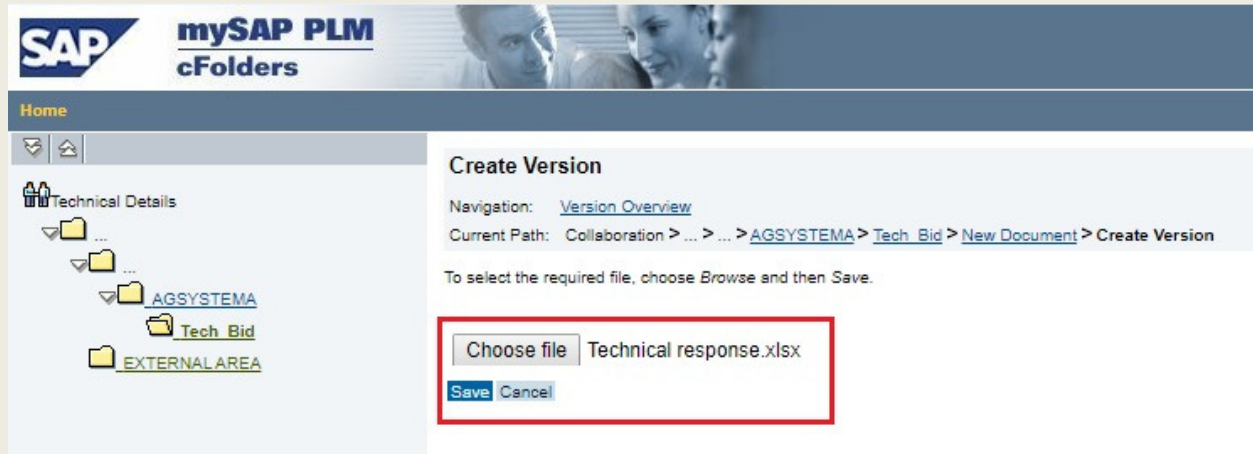 SAP
mySAP PLM
cFolders
Home
Technical Details
...
...
AGSYSTEMA
Tech_Bid
EXTERNAL AREA
Create Version
Navigation: Version Overview
Current Path: Collaboration > ... > ... > AGSYSTEMA > Tech_Bid > New Document > Create Version
To select the required file, choose Browse and then Save.
Choose file Technical response.xlsx
Save Cancel